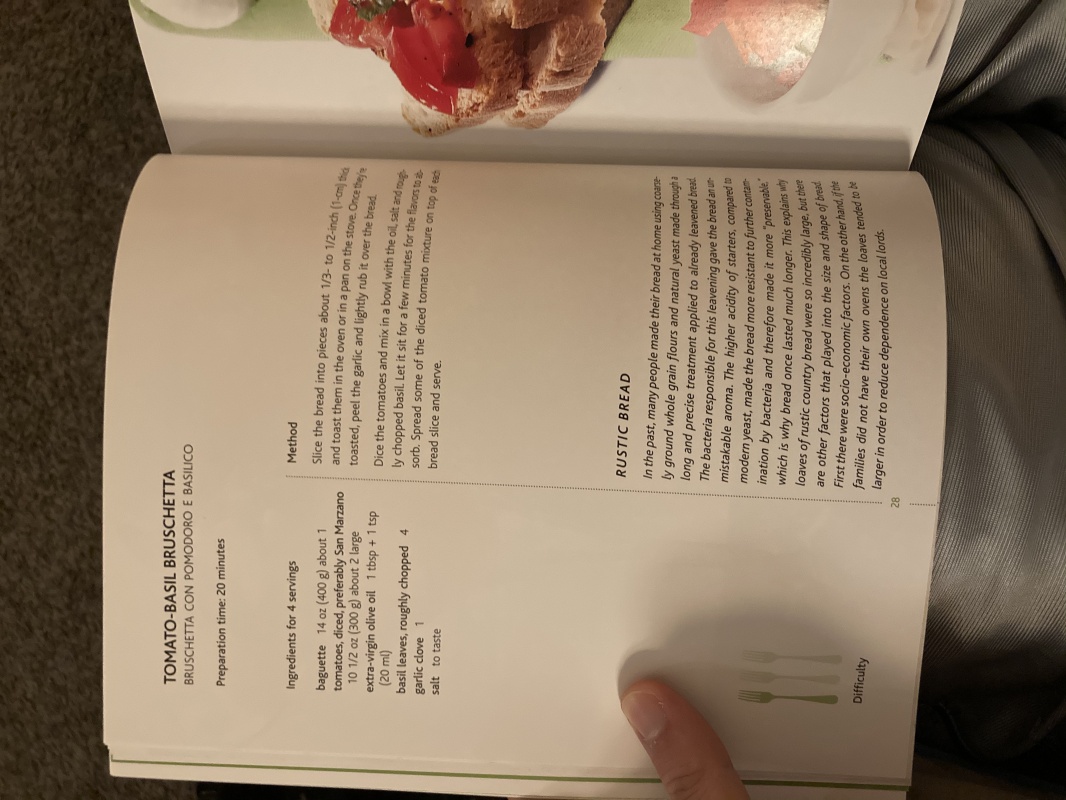 TOMATO-BASIL BRUSCHETTA
BRUSCHETTA CON POMODORO E BASILICO
Preparation time: 20 minutes
Ingredients for 4 servings
baguette 14 oz (400 g) about 1
tomatoes, diced, preferably San Marzano
10 1/2 oz (300 g) about 2 large
extra-virgin olive oil 1 tbsp + 1 tsp
(20 ml)
basil leaves, roughly chopped 4
garlic clove 1
salt to taste
Difficulty
Method
Slice the bread into pieces about 1/3- to 1/2-inch (1-cm) thick
and toast them in the oven or in a pan on the stove. Once they're
toasted, peel the garlic and lightly rub it over the bread.
Dice the tomatoes and mix in a bowl with the oil, salt and rough-
ly chopped basil. Let it sit for a few minutes for the flavors to ab-
sorb. Spread some of the diced tomato mixture on top of each
bread slice and serve.
RUSTIC BREAD
In the past, many people made their bread at home using coarse-
ly ground whole grain flours and natural yeast made through a
long and precise treatment applied to already leavened bread.
The bacteria responsible for this leavening gave the bread an un-
mistakable aroma. The higher acidity of starters, compared to
modern yeast, made the bread more resistant to further contam-
ination by bacteria and therefore made it more "preservable,"
which is why bread once lasted much longer. This explains why
loaves of rustic country bread were so incredibly large, but there
are other factors that played into the size and shape of bread.
First there were socio-economic factors. On the other hand, if the
families did not have their own ovens the loaves tended to be
larger in order to reduce dependence on local lords.
28